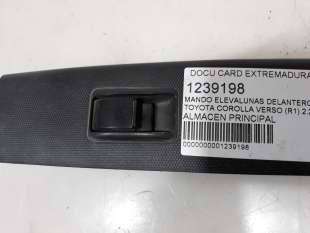 DOCU CARD EXTREMADURA
1239198
MANDO ELEVALUNAS DELANTERO
TOYOTA COROLLA VERSO (R1) 2.2
ALMACEN PRINCIPAL
0000000001239198